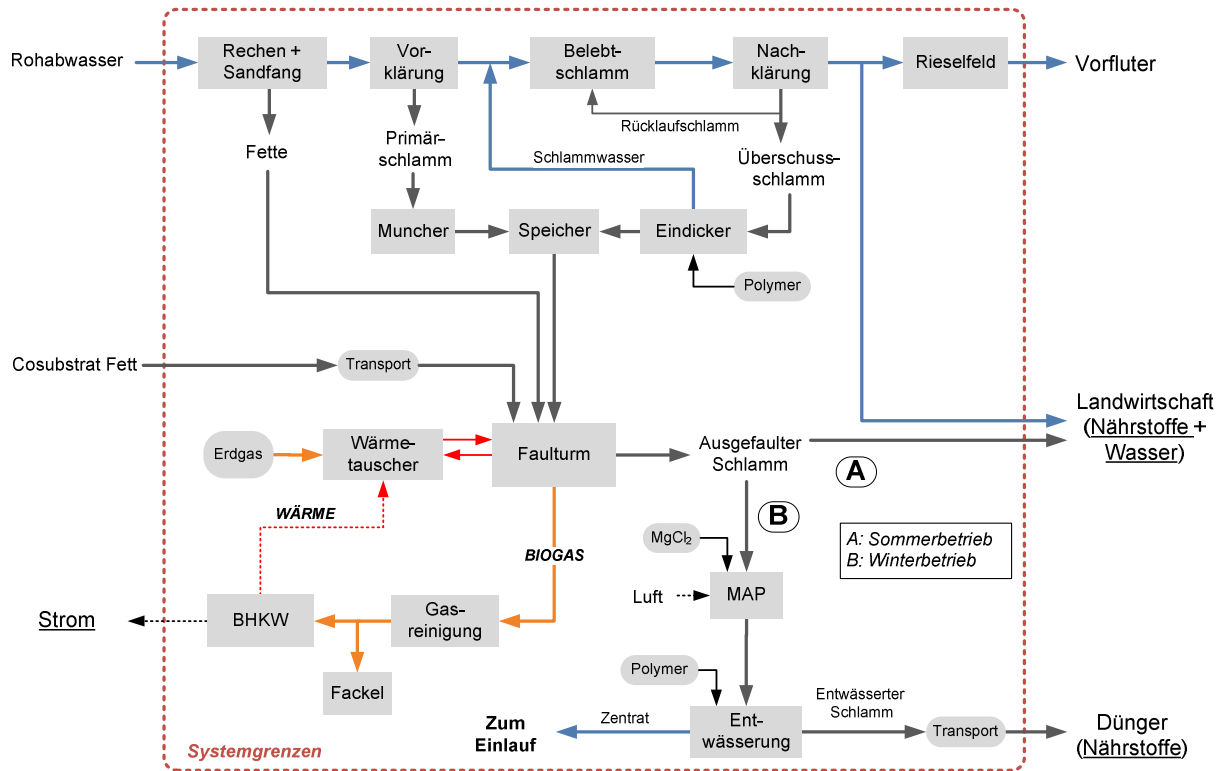 Rohabwasser
Rechen +
Sandfang
Vor-
klärung
Belebt-
schlamm
Nach-
klärung
Rieselfeld
Vorfluter
Rücklaufschlamm
Fette
Primär-
schlamm
Schlammwasser
Überschuss-
schlamm
Muncher
Speicher
Eindicker
Polymer
Cosubstrat Fett
Transport
Landwirtschaft
(Nährstoffe +
Wasser)
Erdgas
Wärme-
tauscher
Faulturm
Ausgefaulter
Schlamm
A
WÄRME
B
BIOGAS
A: Sommerbetrieb
B: Winterbetrieb
MgCl₂
Luft
MAP
Strom
BHKW
Gas-
reinigung
Fackel
Polymer
Zum
Einlauf
Zentrat
Ent-
wässerung
Entwässerter
Schlamm
Transport
Dünger
(Nährstoffe)
Systemgrenzen